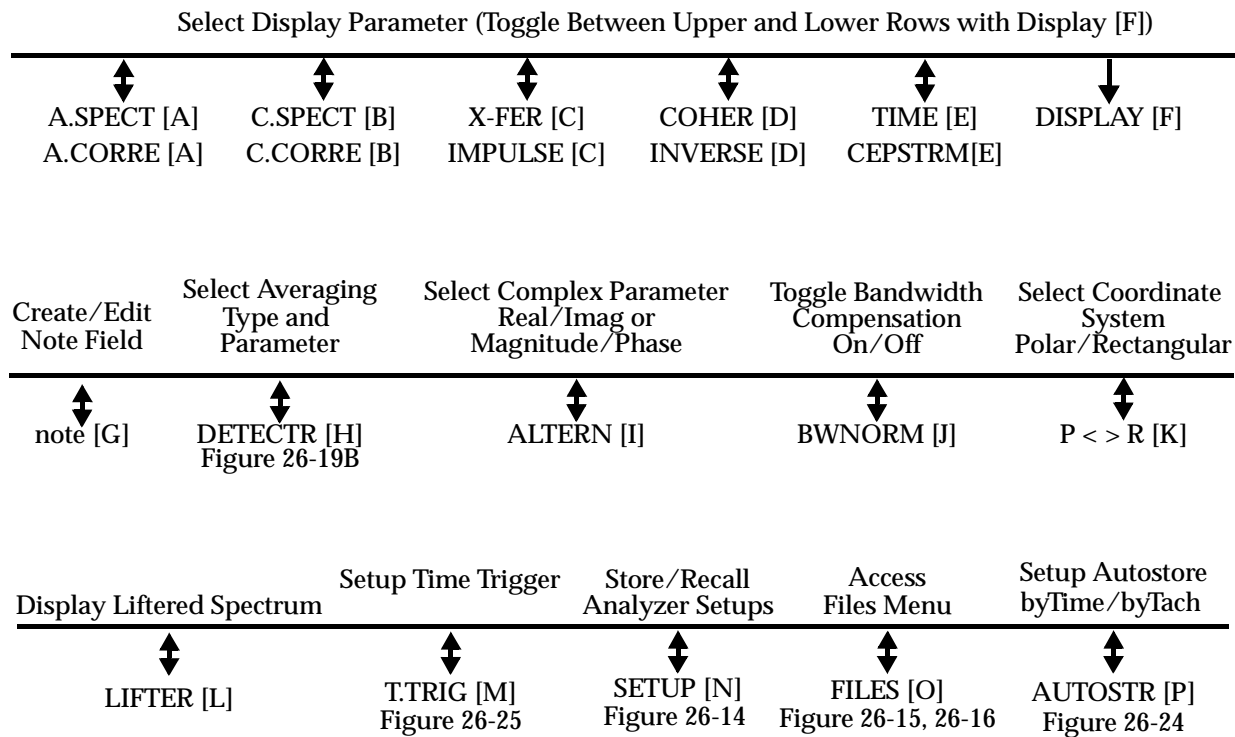 Select Display Parameter (Toggle Between Upper and Lower Rows with Display [F])
A.SPECT [A] C.SPECT [B] X-FER [C] COHER [D] TIME [E] DISPLAY [F]
A.CORRE [A] C.CORRE [B] IMPULSE [C] INVERSE [D] CEPSTRM[E]
Create/Edit
Note Field
Select Averaging
Type and
Parameter
Select Complex Parameter
Real/Imag or
Magnitude/Phase
Toggle Bandwidth
Compensation
On/Off
Select Coordinate
System
Polar/Rectangular
note [G] DETECTR [H] ALTERN [I] BWNORM [J] P < > R [K]
Figure 26-19B
Display Liftered Spectrum
Setup Time Trigger
Store/Recall
Analyzer Setups
Access
Files Menu
Setup Autostore
byTime/byTach
LIFTER [L] T.TRIG [M] SETUP [N] FILES [O] AUTOSTR [P]
Figure 26-25 Figure 26-14 Figure 26-15, 26-16 Figure 26-24